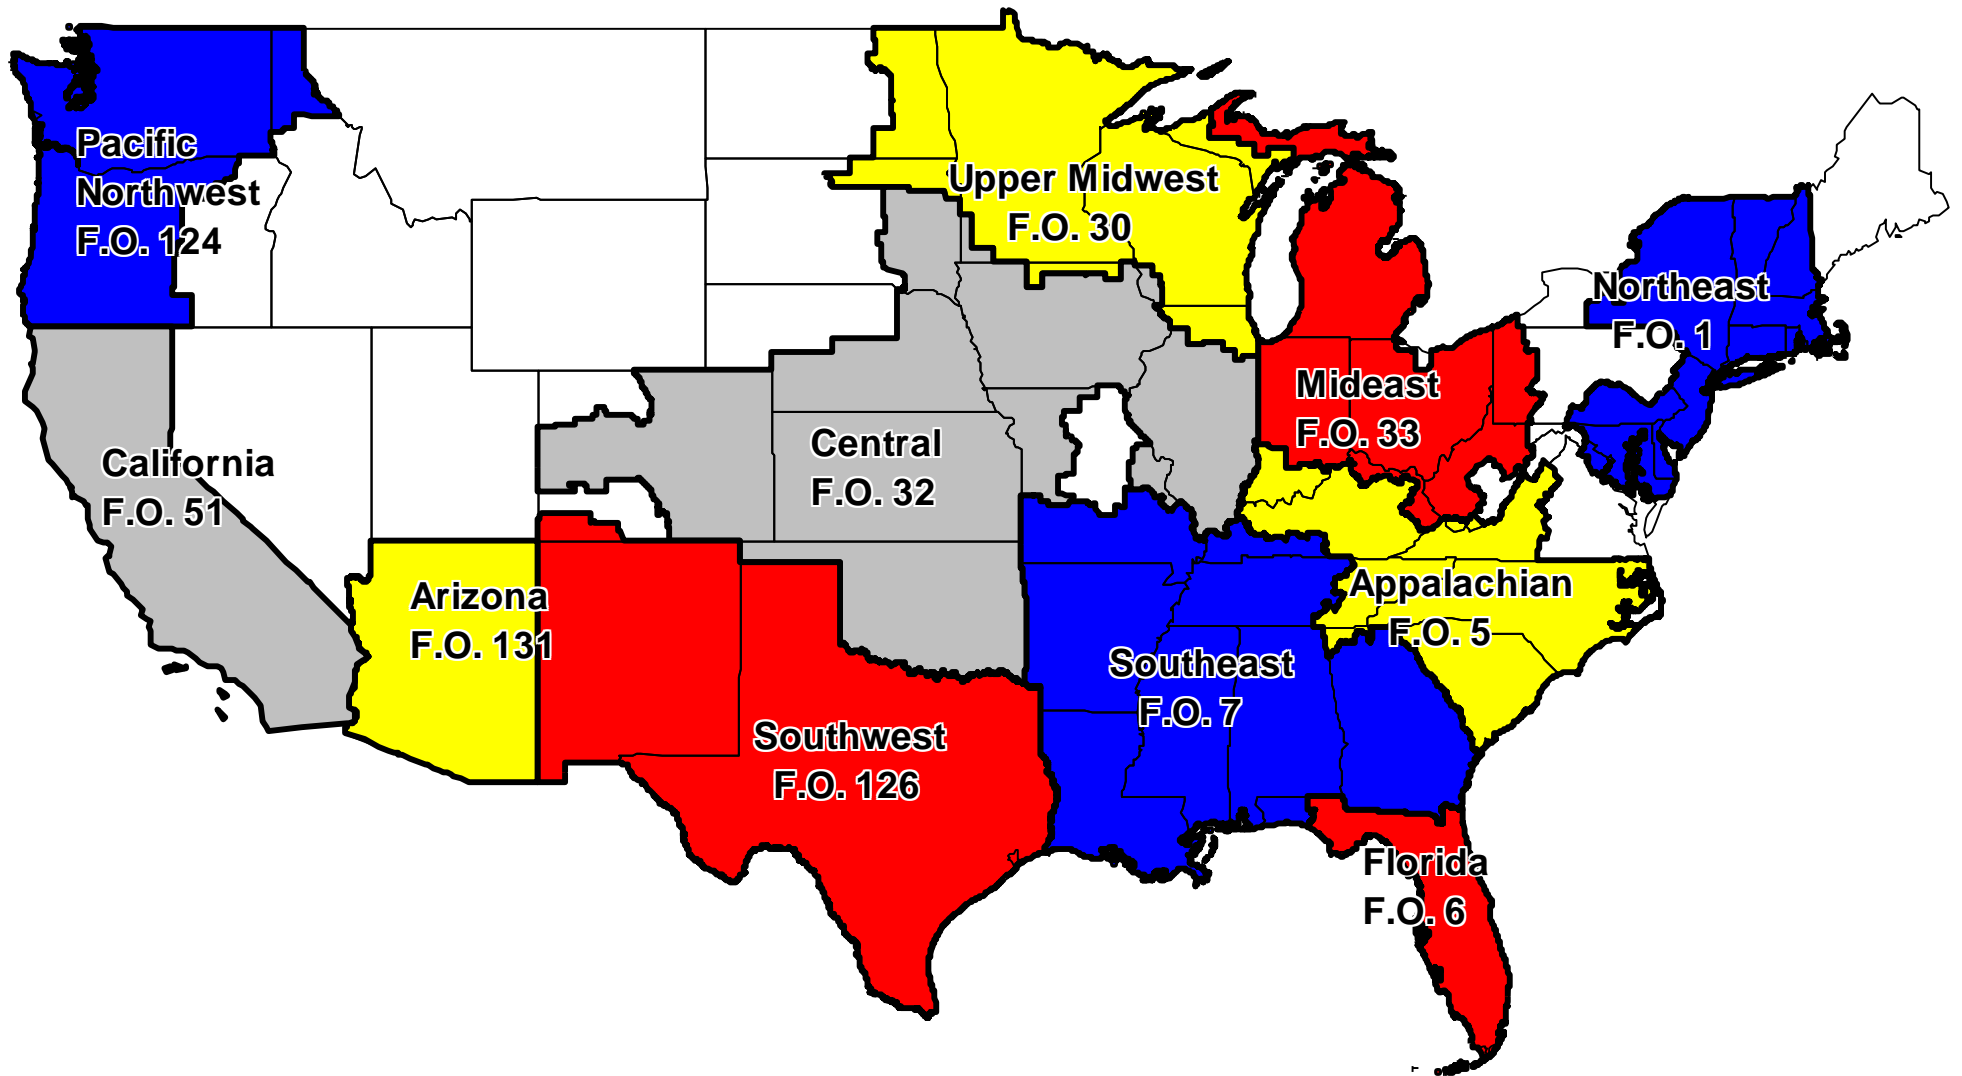 Pacific
Northwest
F.O. 124
Upper Midwest
F.O. 30
Northeast
F.O. 1
Mideast
F.O. 33
Central
F.O. 32
California
F.O. 51
Arizona
F.O. 131
Appalachian
F.O. 5
Southeast
F.O. 7
Southwest
F.O. 126
Florida
F.O. 6